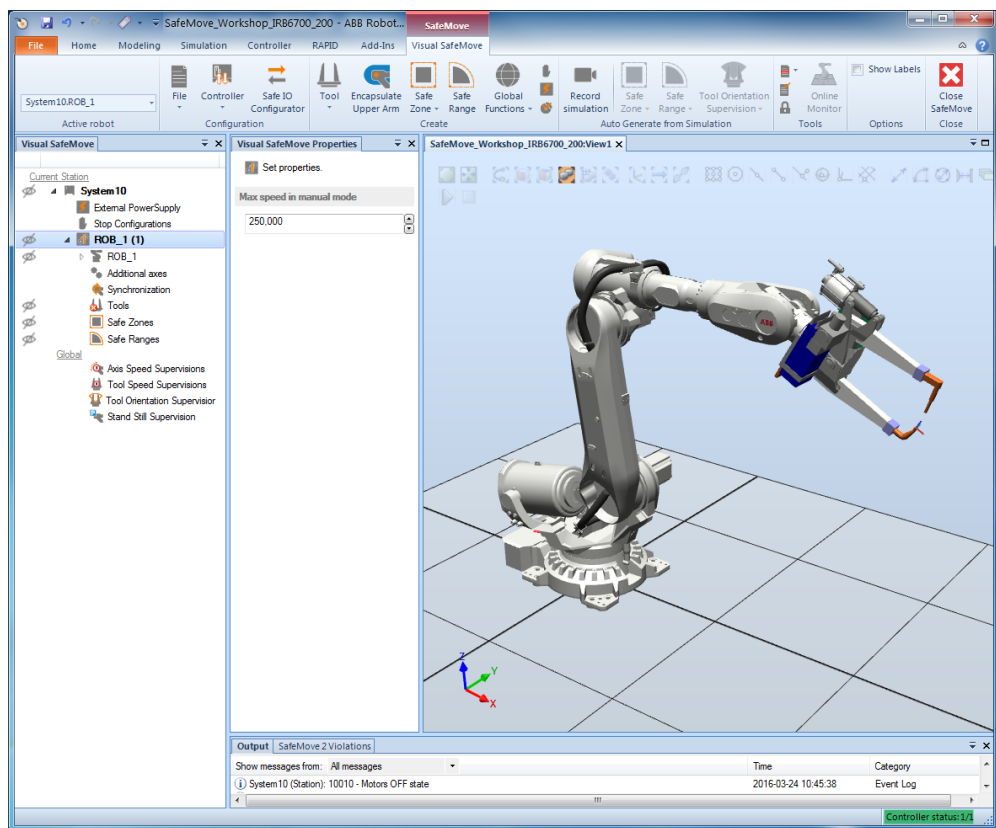 SafeMove_Workshop_IRB6700_200 - ABB Robot...
SafeMove
File Home Modeling Simulation Controller RAPID Add-Ins Visual SafeMove
System10.ROB_1
Active robot
File
Controller
Safe IO
Configurator
Configuration
Tool
Encapsulate
Upper Arm
Safe
Zone
Safe
Range
Global
Functions
Create
Record
simulation
Safe
Zone
Safe
Range
Tool Orientation
Supervision
Auto Generate from Simulation
Online
Monitor
Tools
Show Labels
Options
Close
SafeMove
Close
Visual SafeMove
Current Station
System10
External PowerSupply
Stop Configurations
ROB_1 (1)
ROB_1
Additional axes
Synchronization
Tools
Safe Zones
Safe Ranges
Global
Axis Speed Supervisions
Tool Speed Supervisions
Tool Orientation Supervisior
Stand Still Supervision
Visual SafeMove Properties
Set properties.
Max speed in manual mode
250,000
SafeMove_Workshop_IRB6700_200:View1
ABB
Z
Y
X
Output SafeMove 2 Violations
Show messages from: All messages Time Category
System10 (Station): 10010 - Motors OFF state 2016-03-24 10:45:38 Event Log
Controller status: 1/1